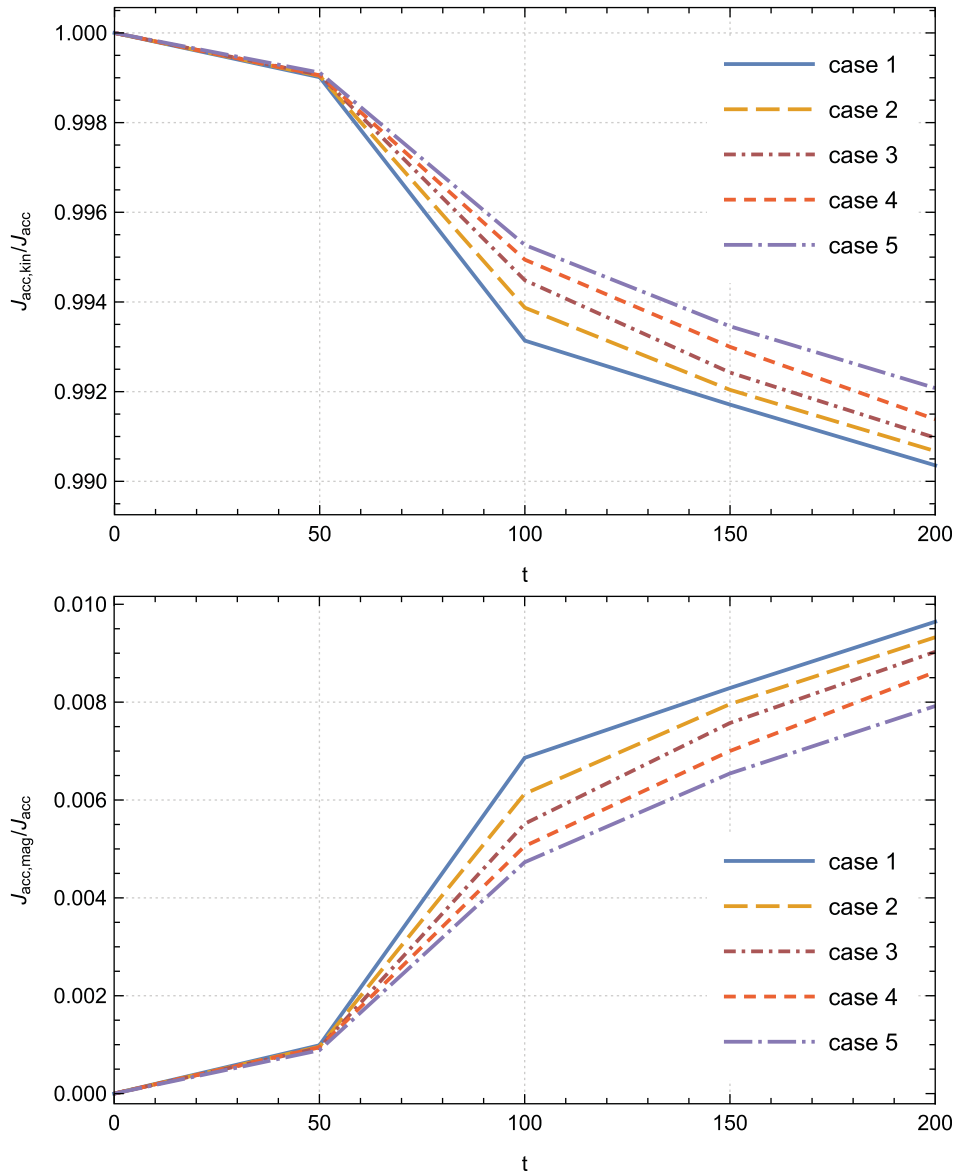 1.000
0.998
0.996
0.994
0.992
0.990
J_acc,kin/J_acc
case 1
case 2
case 3
case 4
case 5
0 50 100 150 200
t
0.010
0.008
0.006
0.004
0.002
0.000
J_acc,mag/J_acc
case 1
case 2
case 3
case 4
case 5
0 50 100 150 200
t